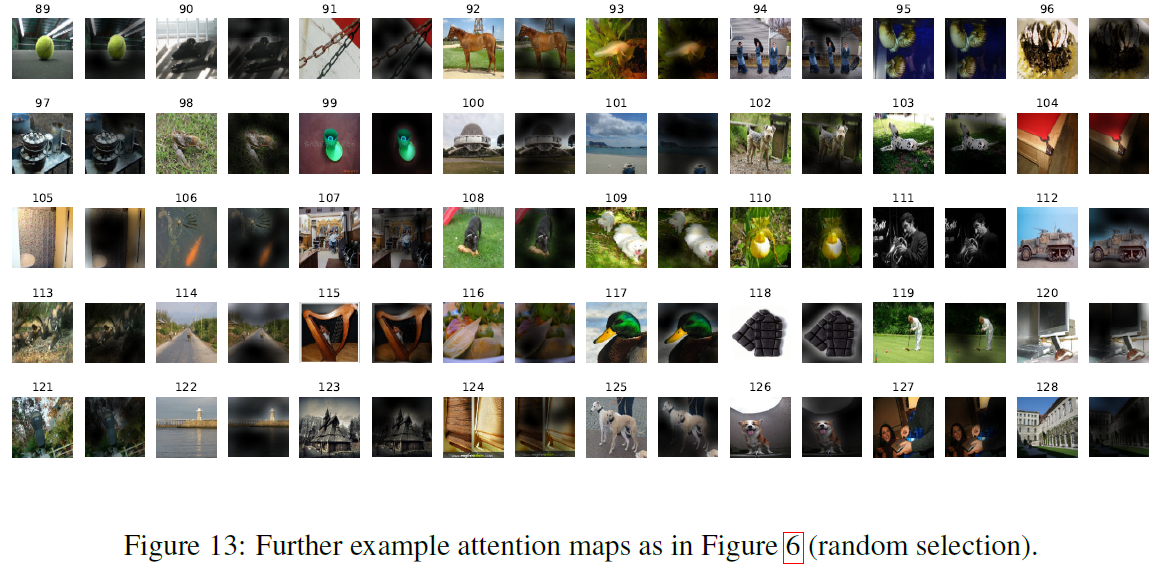 89 90 91 92 93 94 95 96
97 98 99 100 101 102 103 104
105 106 107 108 109 110 111 112
113 114 115 116 117 118 119 120
121 122 123 124 125 126 127 128
Figure 13: Further example attention maps as in Figure 6 (random selection).